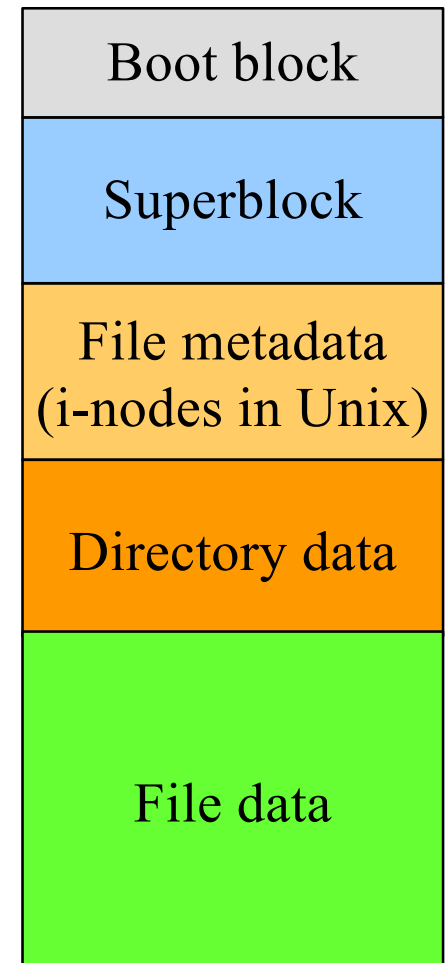 Boot block
Superblock
File metadata
(i-nodes in Unix)
Directory data
File data